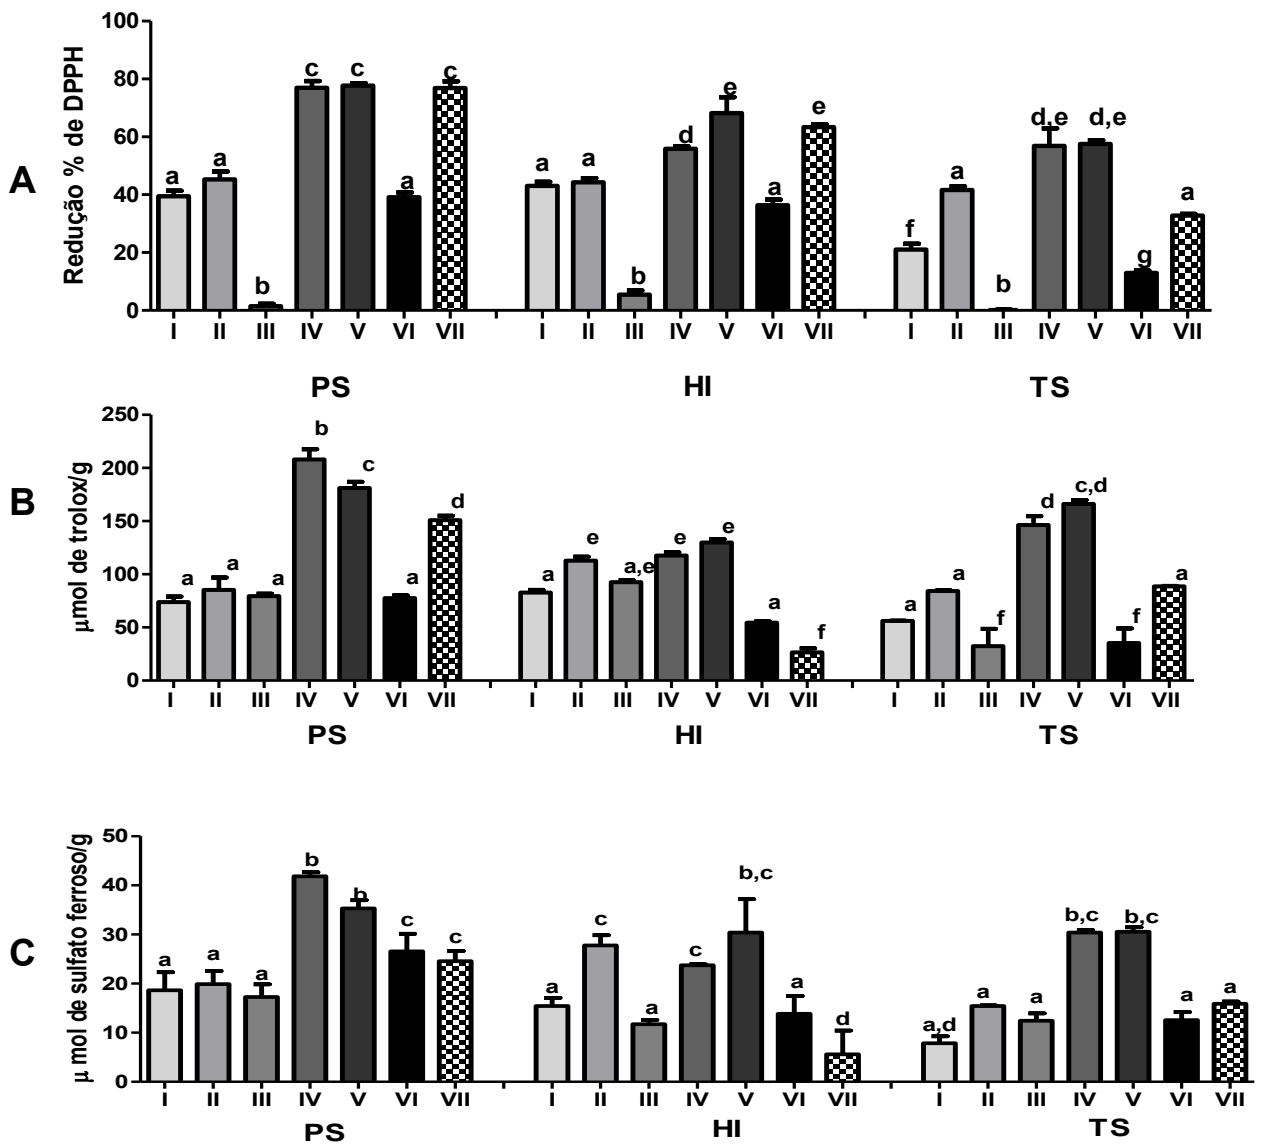 A
Redução % de DPPH
100
80
60
40
20
0
a a b c c a c
a a b d e a e
f a b d,e d,e g a
I II III IV V VI VII I II III IV V VI VII I II III IV V VI VII
PS HI TS
B
µmol de trolox/g
250
200
150
100
50
0
a a a b c a d
a e a,e e e a f
a a f d c,d f a
I II III IV V VI VII I II III IV V VI VII I II III IV V VI VII
PS HI TS
C
µ mol de sulfato ferroso/g
50
40
30
20
10
0
a a a b b c c
a c a c b,c a d
a,d a a b,c b,c a a
I II III IV V VI VII I II III IV V VI VII I II III IV V VI VII
PS HI TS